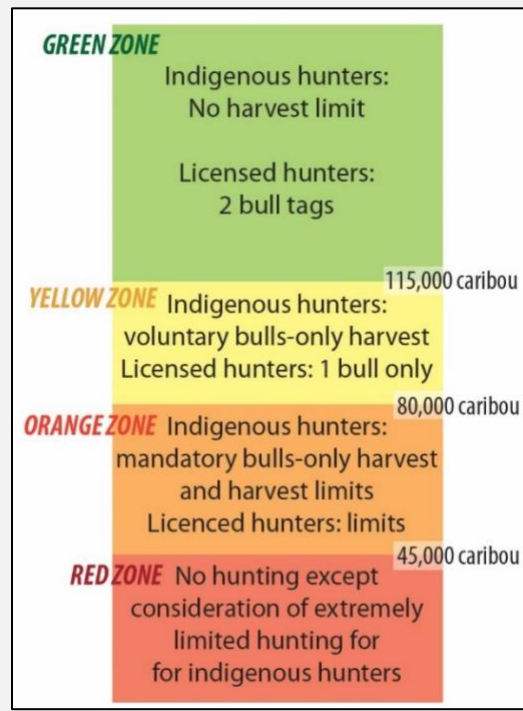 GREEN ZONE
Indigenous hunters:
No harvest limit
Licensed hunters:
2 bull tags
115,000 caribou
YELLOW ZONE
Indigenous hunters:
voluntary bulls-only harvest
Licensed hunters: 1 bull only
80,000 caribou
ORANGE ZONE
Indigenous hunters:
mandatory bulls-only harvest
and harvest limits
Licenced hunters: limits
45,000 caribou
RED ZONE
No hunting except
consideration of extremely
limited hunting for
for indigenous hunters